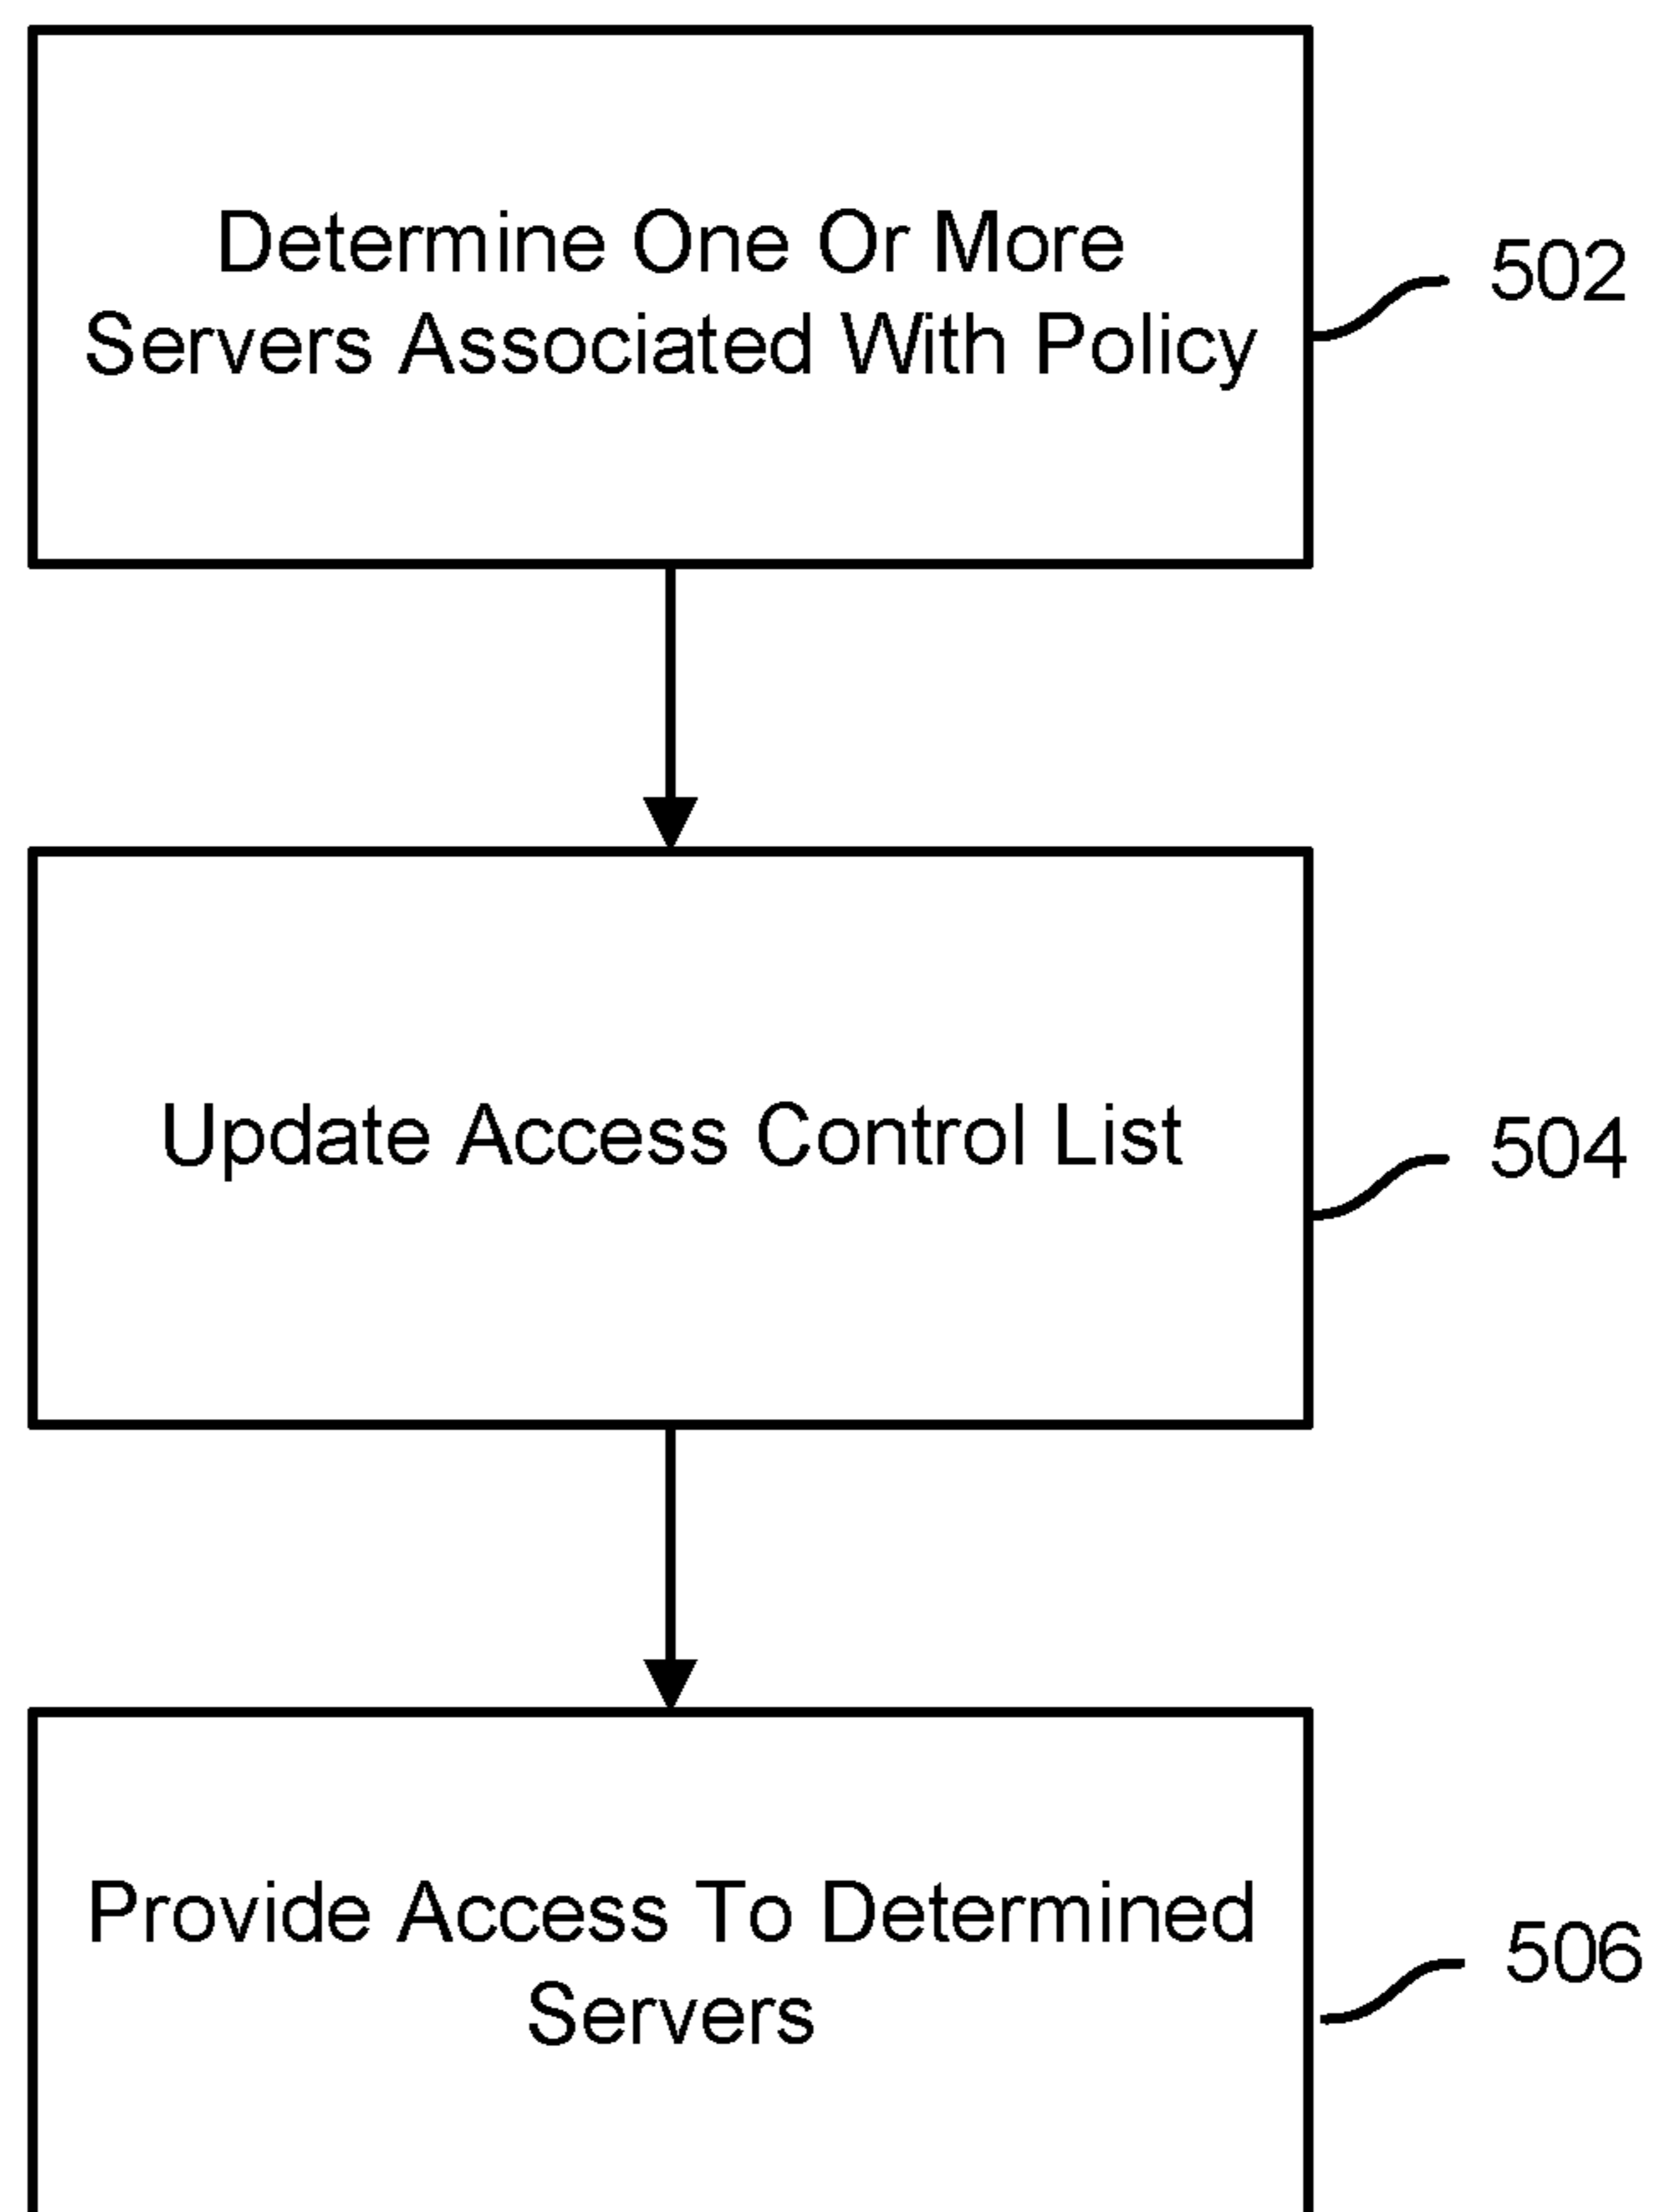 Determine One Or More
Servers Associated With Policy
502
Update Access Control List
504
Provide Access To Determined
Servers
506